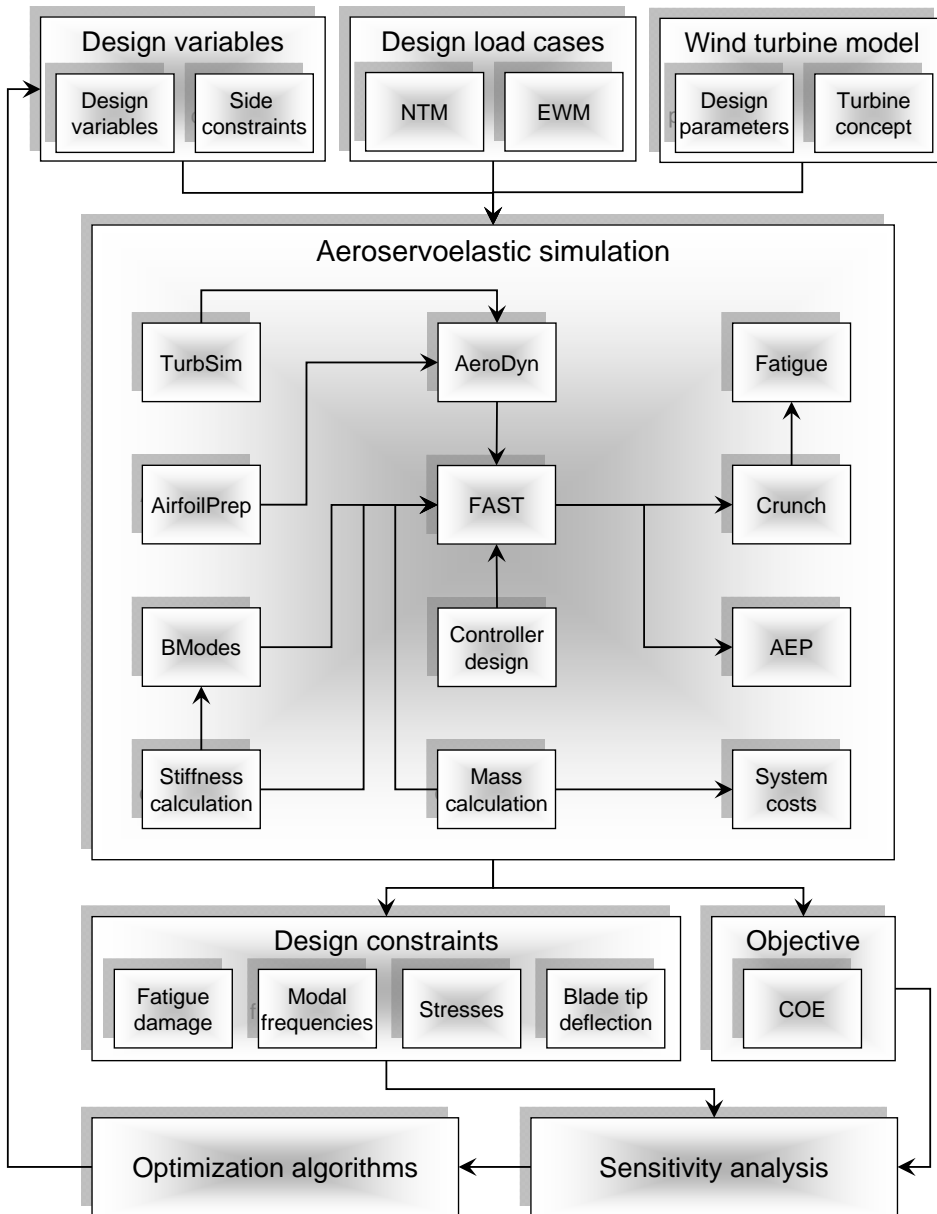 Design variables
Design
variables
Side
constraints
Design load cases
NTM
EWM
Wind turbine model
Design
parameters
Turbine
concept
Aeroservoelastic simulation
TurbSim
AeroDyn
Fatigue
AirfoilPrep
FAST
Crunch
BModes
Controller
design
AEP
Stiffness
calculation
Mass
calculation
System
costs
Design constraints
Fatigue
damage
Modal
frequencies
Stresses
Blade tip
deflection
Objective
COE
Optimization algorithms
Sensitivity analysis